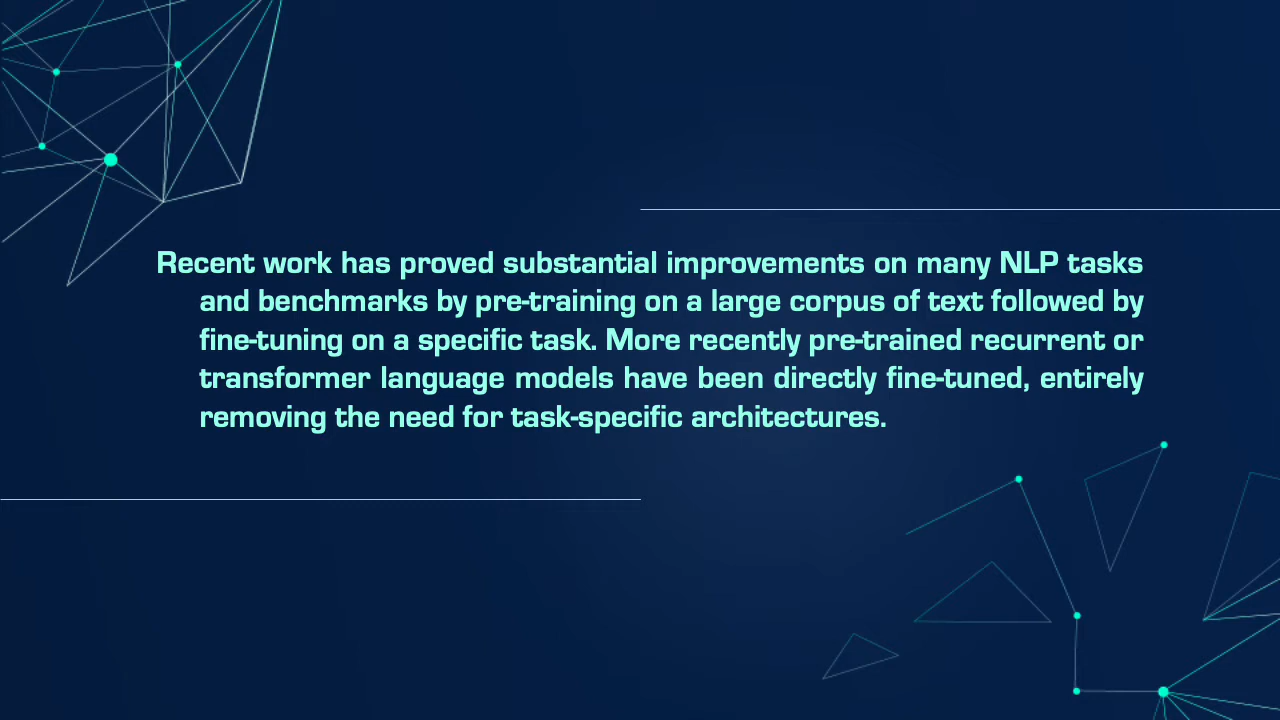 Recent work has proved substantial improvements on many NLP tasks
and benchmarks by pre-training on a large corpus of text followed by
fine-tuning on a specific task. More recently pre-trained recurrent or
transformer language models have been directly fine-tuned, entirely
removing the need for task-specific architectures.